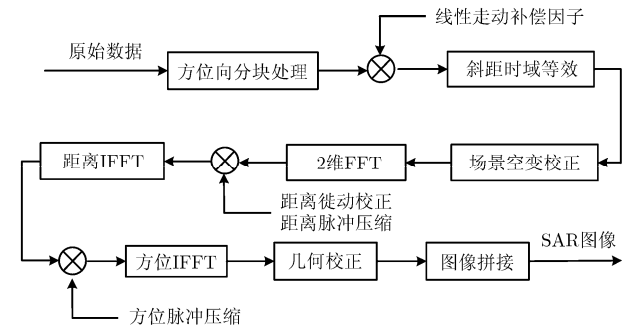 线性走动补偿因子
原始数据
方位向分块处理
斜距时域等效
距离IFFT
2维FFT
场景空变校正
距离徙动校正
距离脉冲压缩
方位IFFT
几何校正
图像拼接
SAR图像
方位脉冲压缩